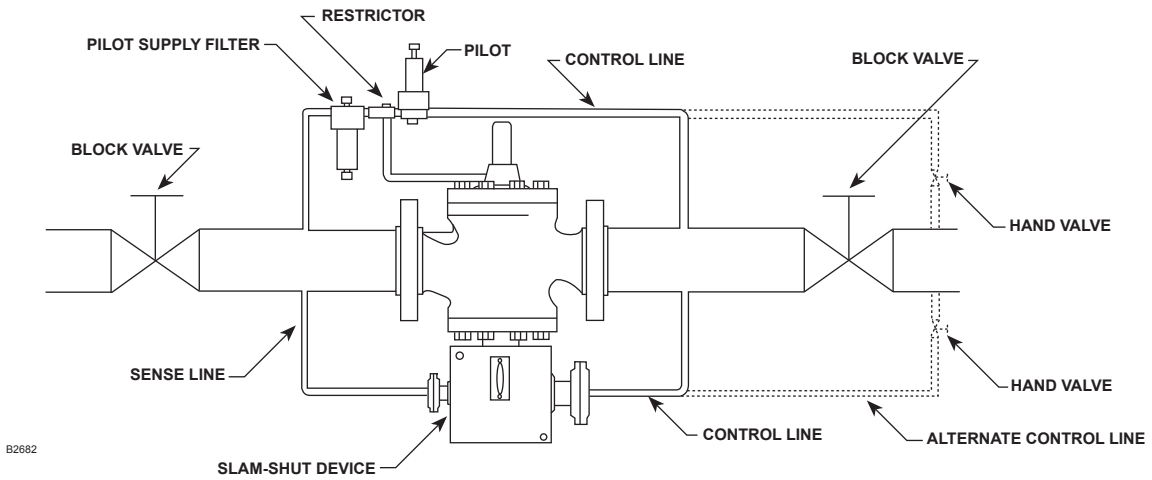 RESTRICTOR
PILOT SUPPLY FILTER
PILOT
CONTROL LINE
BLOCK VALVE
BLOCK VALVE
HAND VALVE
SENSE LINE
HAND VALVE
CONTROL LINE
ALTERNATE CONTROL LINE
B2682
SLAM-SHUT DEVICE